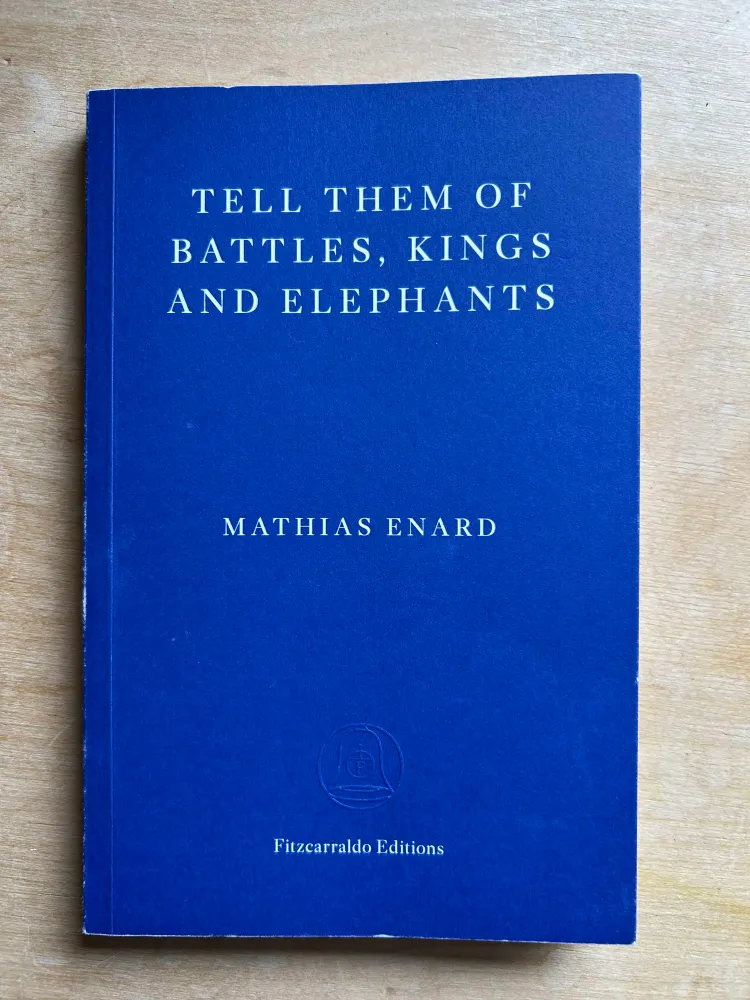 TELL THEM OF
BATTLES, KINGS
AND ELEPHANTS
MATHIAS ENARD
Fitzcarraldo Editions